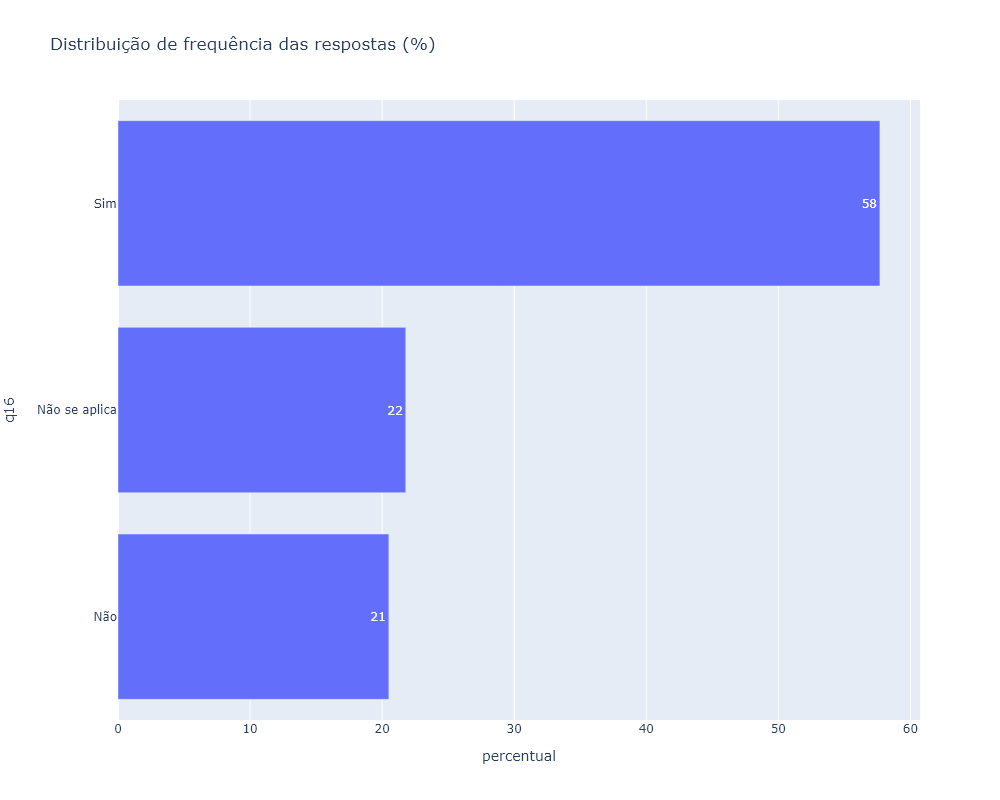 Distribuição de frequência das respostas (%)
Sim
58
Não se aplica
22
Não
21
q16
0 10 20 30 40 50 60
percentual